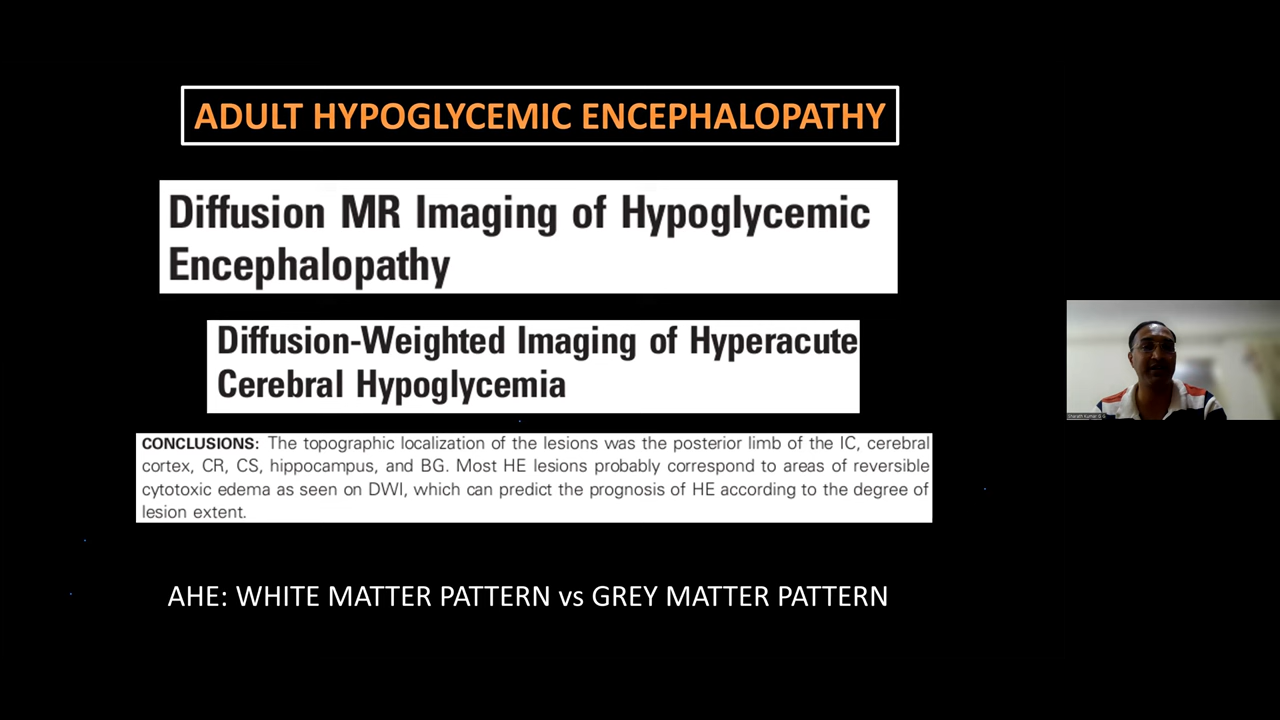 ADULT HYPOGLYCEMIC ENCEPHALOPATHY
Diffusion MR Imaging of Hypoglycemic
Encephalopathy
Diffusion-Weighted Imaging of Hyperacute
Cerebral Hypoglycemia
CONCLUSIONS: The topographic localization of the lesions was the posterior limb of the IC, cerebral
cortex, CR, CS, hippocampus, and BG. Most HE lesions probably correspond to areas of reversible
cytotoxic edema as seen on DWI, which can predict the prognosis of HE according to the degree of
lesion extent.
AHE: WHITE MATTER PATTERN vs GREY MATTER PATTERN
Sharath Kumar G G